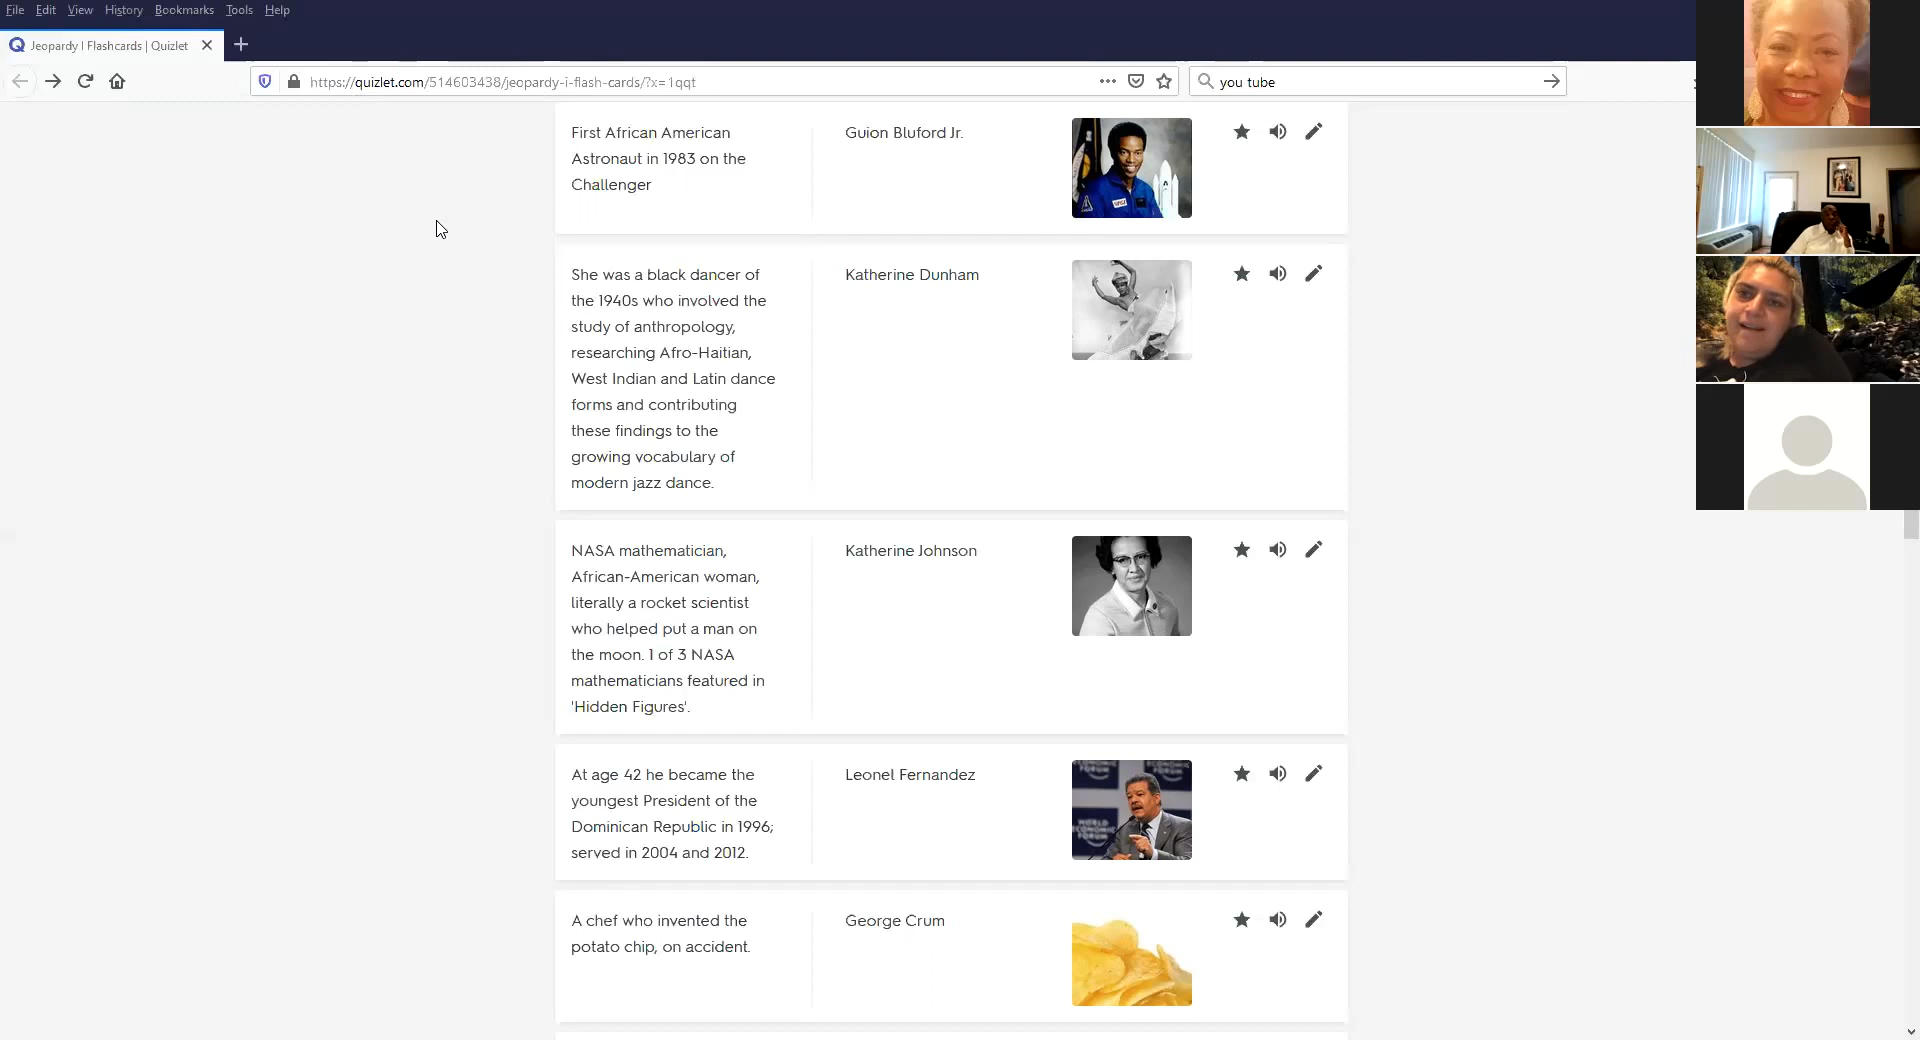 File Edit View History Bookmarks Tools Help
Jeopardy I Flashcards | Quizlet
https://quizlet.com/514603438/jeopardy-i-flash-cards/?x=1qqt
you tube
First African American
Astronaut in 1983 on the
Challenger
Guion Bluford Jr.
She was a black dancer of
the 1940s who involved the
study of anthropology,
researching Afro-Haitian,
West Indian and Latin dance
forms and contributing
these findings to the
growing vocabulary of
modern jazz dance.
Katherine Dunham
NASA mathematician,
African-American woman,
literally a rocket scientist
who helped put a man on
the moon. 1 of 3 NASA
mathematicians featured in
'Hidden Figures'.
Katherine Johnson
At age 42 he became the
youngest President of the
Dominican Republic in 1996;
served in 2004 and 2012.
Leonel Fernandez
WORLD
ECONOMIC
FORUM
A chef who invented the
potato chip, on accident.
George Crum